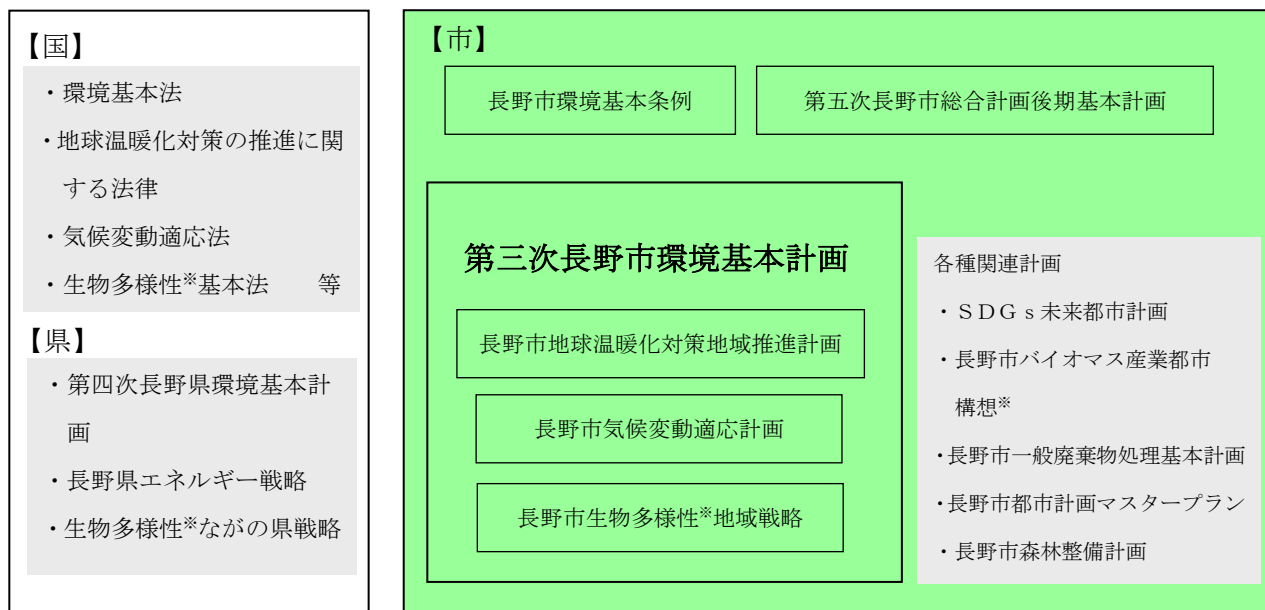 【国】
・環境基本法
・地球温暖化対策の推進に関
する法律
・気候変動適応法
・生物多様性※基本法　　等
【県】
・第四次長野県環境基本計
画
・長野県エネルギー戦略
・生物多様性※ながの県戦略
【市】
長野市環境基本条例
第五次長野市総合計画後期基本計画
第三次長野市環境基本計画
長野市地球温暖化対策地域推進計画
長野市気候変動適応計画
長野市生物多様性※地域戦略
各種関連計画
・ＳＤＧｓ未来都市計画
・長野市バイオマス産業都市
構想※
・長野市一般廃棄物処理基本計画
・長野市都市計画マスタープラン
・長野市森林整備計画